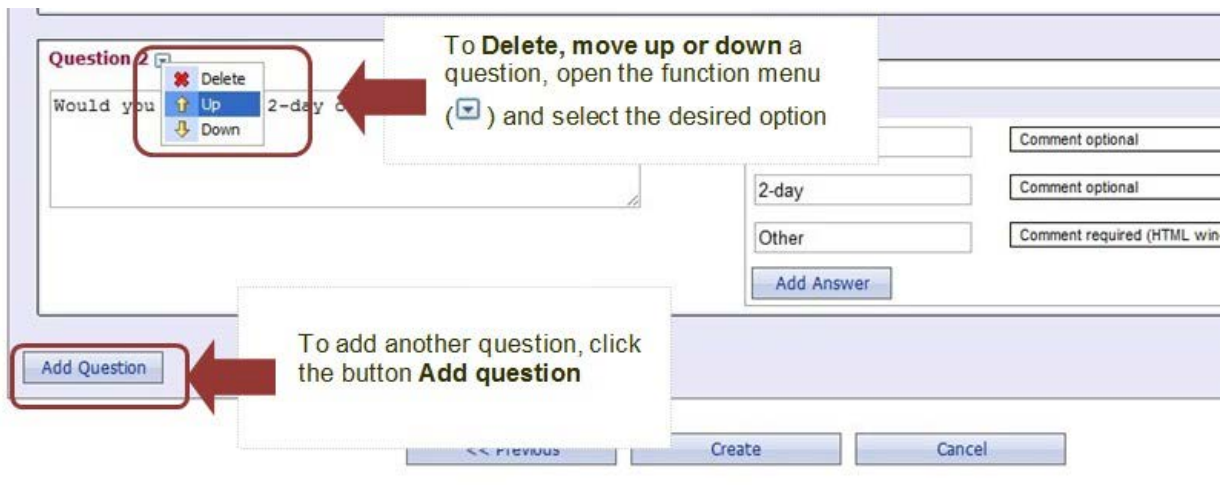 Question 2
Delete
Up
Down
Would you 2-day
To Delete, move up or down a
question, open the function menu
( ) and select the desired option
Comment optional
2-day
Comment optional
Other
Comment required (HTML
Add Answer
To add another question, click
the button Add question
Add Question
<< Previous
Create
Cancel